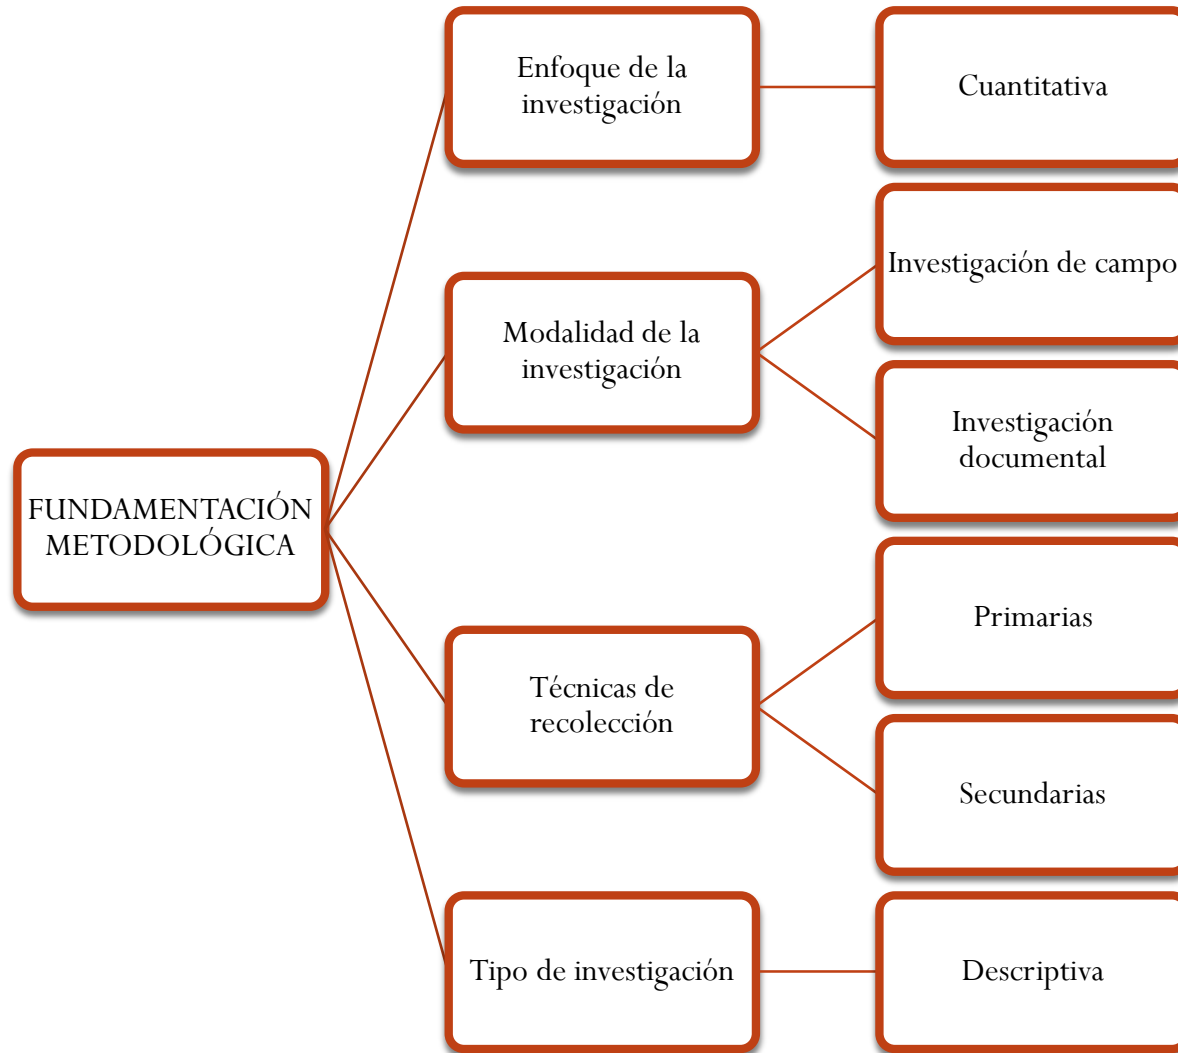 FUNDAMENTACIÓN
METODOLÓGICA
Enfoque de la
investigación
Cuantitativa
Modalidad de la
investigación
Investigación de campo
Investigación
documental
Técnicas de
recolección
Primarias
Secundarias
Tipo de investigación
Descriptiva